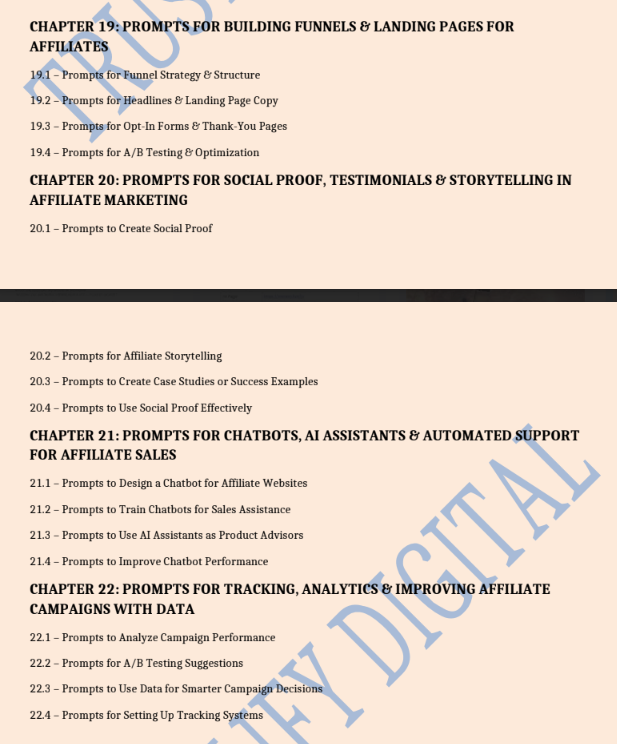 CHAPTER 19: PROMPTS FOR BUILDING FUNNELS & LANDING PAGES FOR
AFFILIATES
19.1 – Prompts for Funnel Strategy & Structure
19.2 – Prompts for Headlines & Landing Page Copy
19.3 – Prompts for Opt-In Forms & Thank-You Pages
19.4 – Prompts for A/B Testing & Optimization
CHAPTER 20: PROMPTS FOR SOCIAL PROOF, TESTIMONIALS & STORYTELLING IN
AFFILIATE MARKETING
20.1 – Prompts to Create Social Proof
20.2 – Prompts for Affiliate Storytelling
20.3 – Prompts to Create Case Studies or Success Examples
20.4 – Prompts to Use Social Proof Effectively
CHAPTER 21: PROMPTS FOR CHATBOTS, AI ASSISTANTS & AUTOMATED SUPPORT
FOR AFFILIATE SALES
21.1 – Prompts to Design a Chatbot for Affiliate Websites
21.2 – Prompts to Train Chatbots for Sales Assistance
21.3 – Prompts to Use AI Assistants as Product Advisors
21.4 – Prompts to Improve Chatbot Performance
CHAPTER 22: PROMPTS FOR TRACKING, ANALYTICS & IMPROVING AFFILIATE
CAMPAIGNS WITH DATA
22.1 – Prompts to Analyze Campaign Performance
22.2 – Prompts for A/B Testing Suggestions
22.3 – Prompts to Use Data for Smarter Campaign Decisions
22.4 – Prompts for Setting Up Tracking Systems
DIGITAL